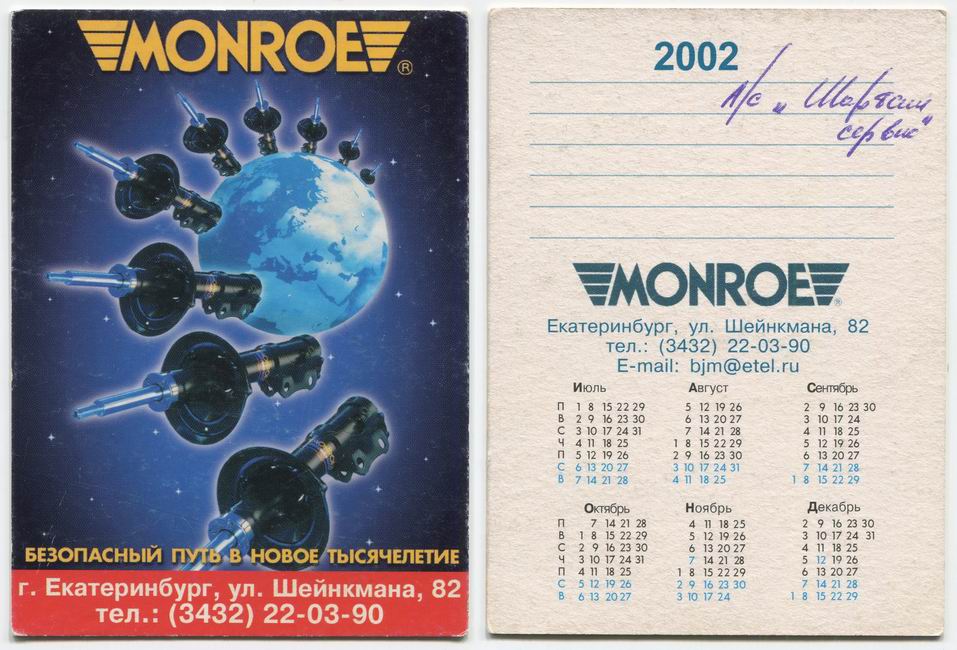 MONROE®
БЕЗОПАСНЫЙ ПУТЬ В НОВОЕ ТЫСЯЧЕЛЕТИЕ
г. Екатеринбург, ул. Шейнкмана, 82
тел.: (3432) 22-03-90
2002
MONROE®
Екатеринбург, ул. Шейнкмана, 82
тел.: (3432) 22-03-90
E-mail: bjm@etel.ru
Июль Август Сентябрь
П 1 8 15 22 29 5 12 19 26 2 9 16 23 30
В 2 9 16 23 30 6 13 20 27 3 10 17 24
С 3 10 17 24 31 7 14 21 28 4 11 18 25
Ч 4 11 18 25 1 8 15 22 29 5 12 19 26
П 5 12 19 26 2 9 16 23 30 6 13 20 27
С 6 13 20 27 3 10 17 24 31 7 14 21 28
В 7 14 21 28 4 11 18 25 1 8 15 22 29
Октябрь Ноябрь Декабрь
П 7 14 21 28 4 11 18 25 2 9 16 23 30
В 1 8 15 22 29 5 12 19 26 3 10 17 24 31
С 2 9 16 23 30 6 13 20 27 4 11 18 25
Ч 3 10 17 24 31 7 14 21 28 5 12 19 26
П 4 11 18 25 1 8 15 22 29 6 13 20 27
С 5 12 19 26 2 9 16 23 30 7 14 21 28
В 6 13 20 27 3 10 17 24 1 8 15 22 29
сервис"